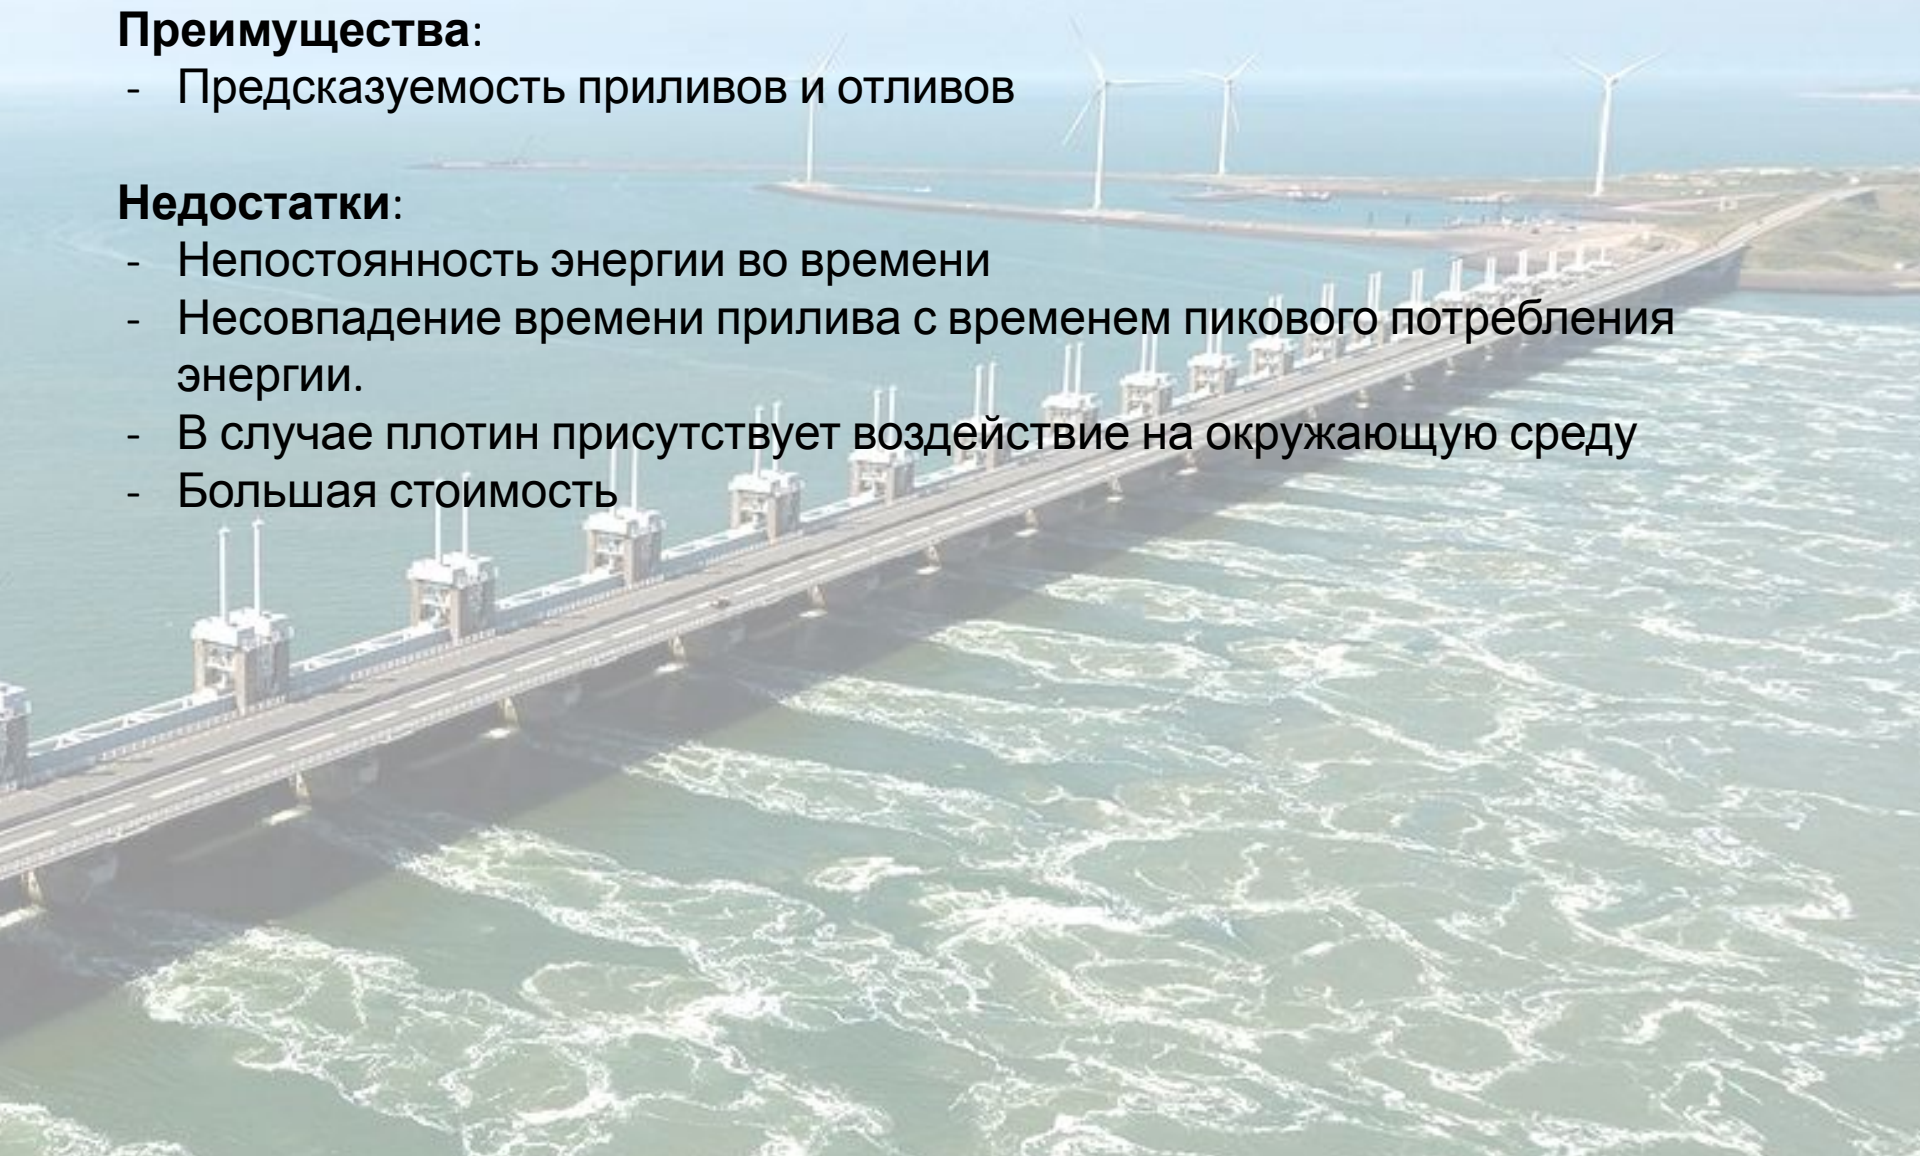 Преимущества:
- Предсказуемость приливов и отливов
Недостатки:
- Непостоянность энергии во времени
- Несовпадение времени прилива с временем пикового потребления
энергии.
- В случае плотин присутствует воздействие на окружающую среду
- Большая стоимость